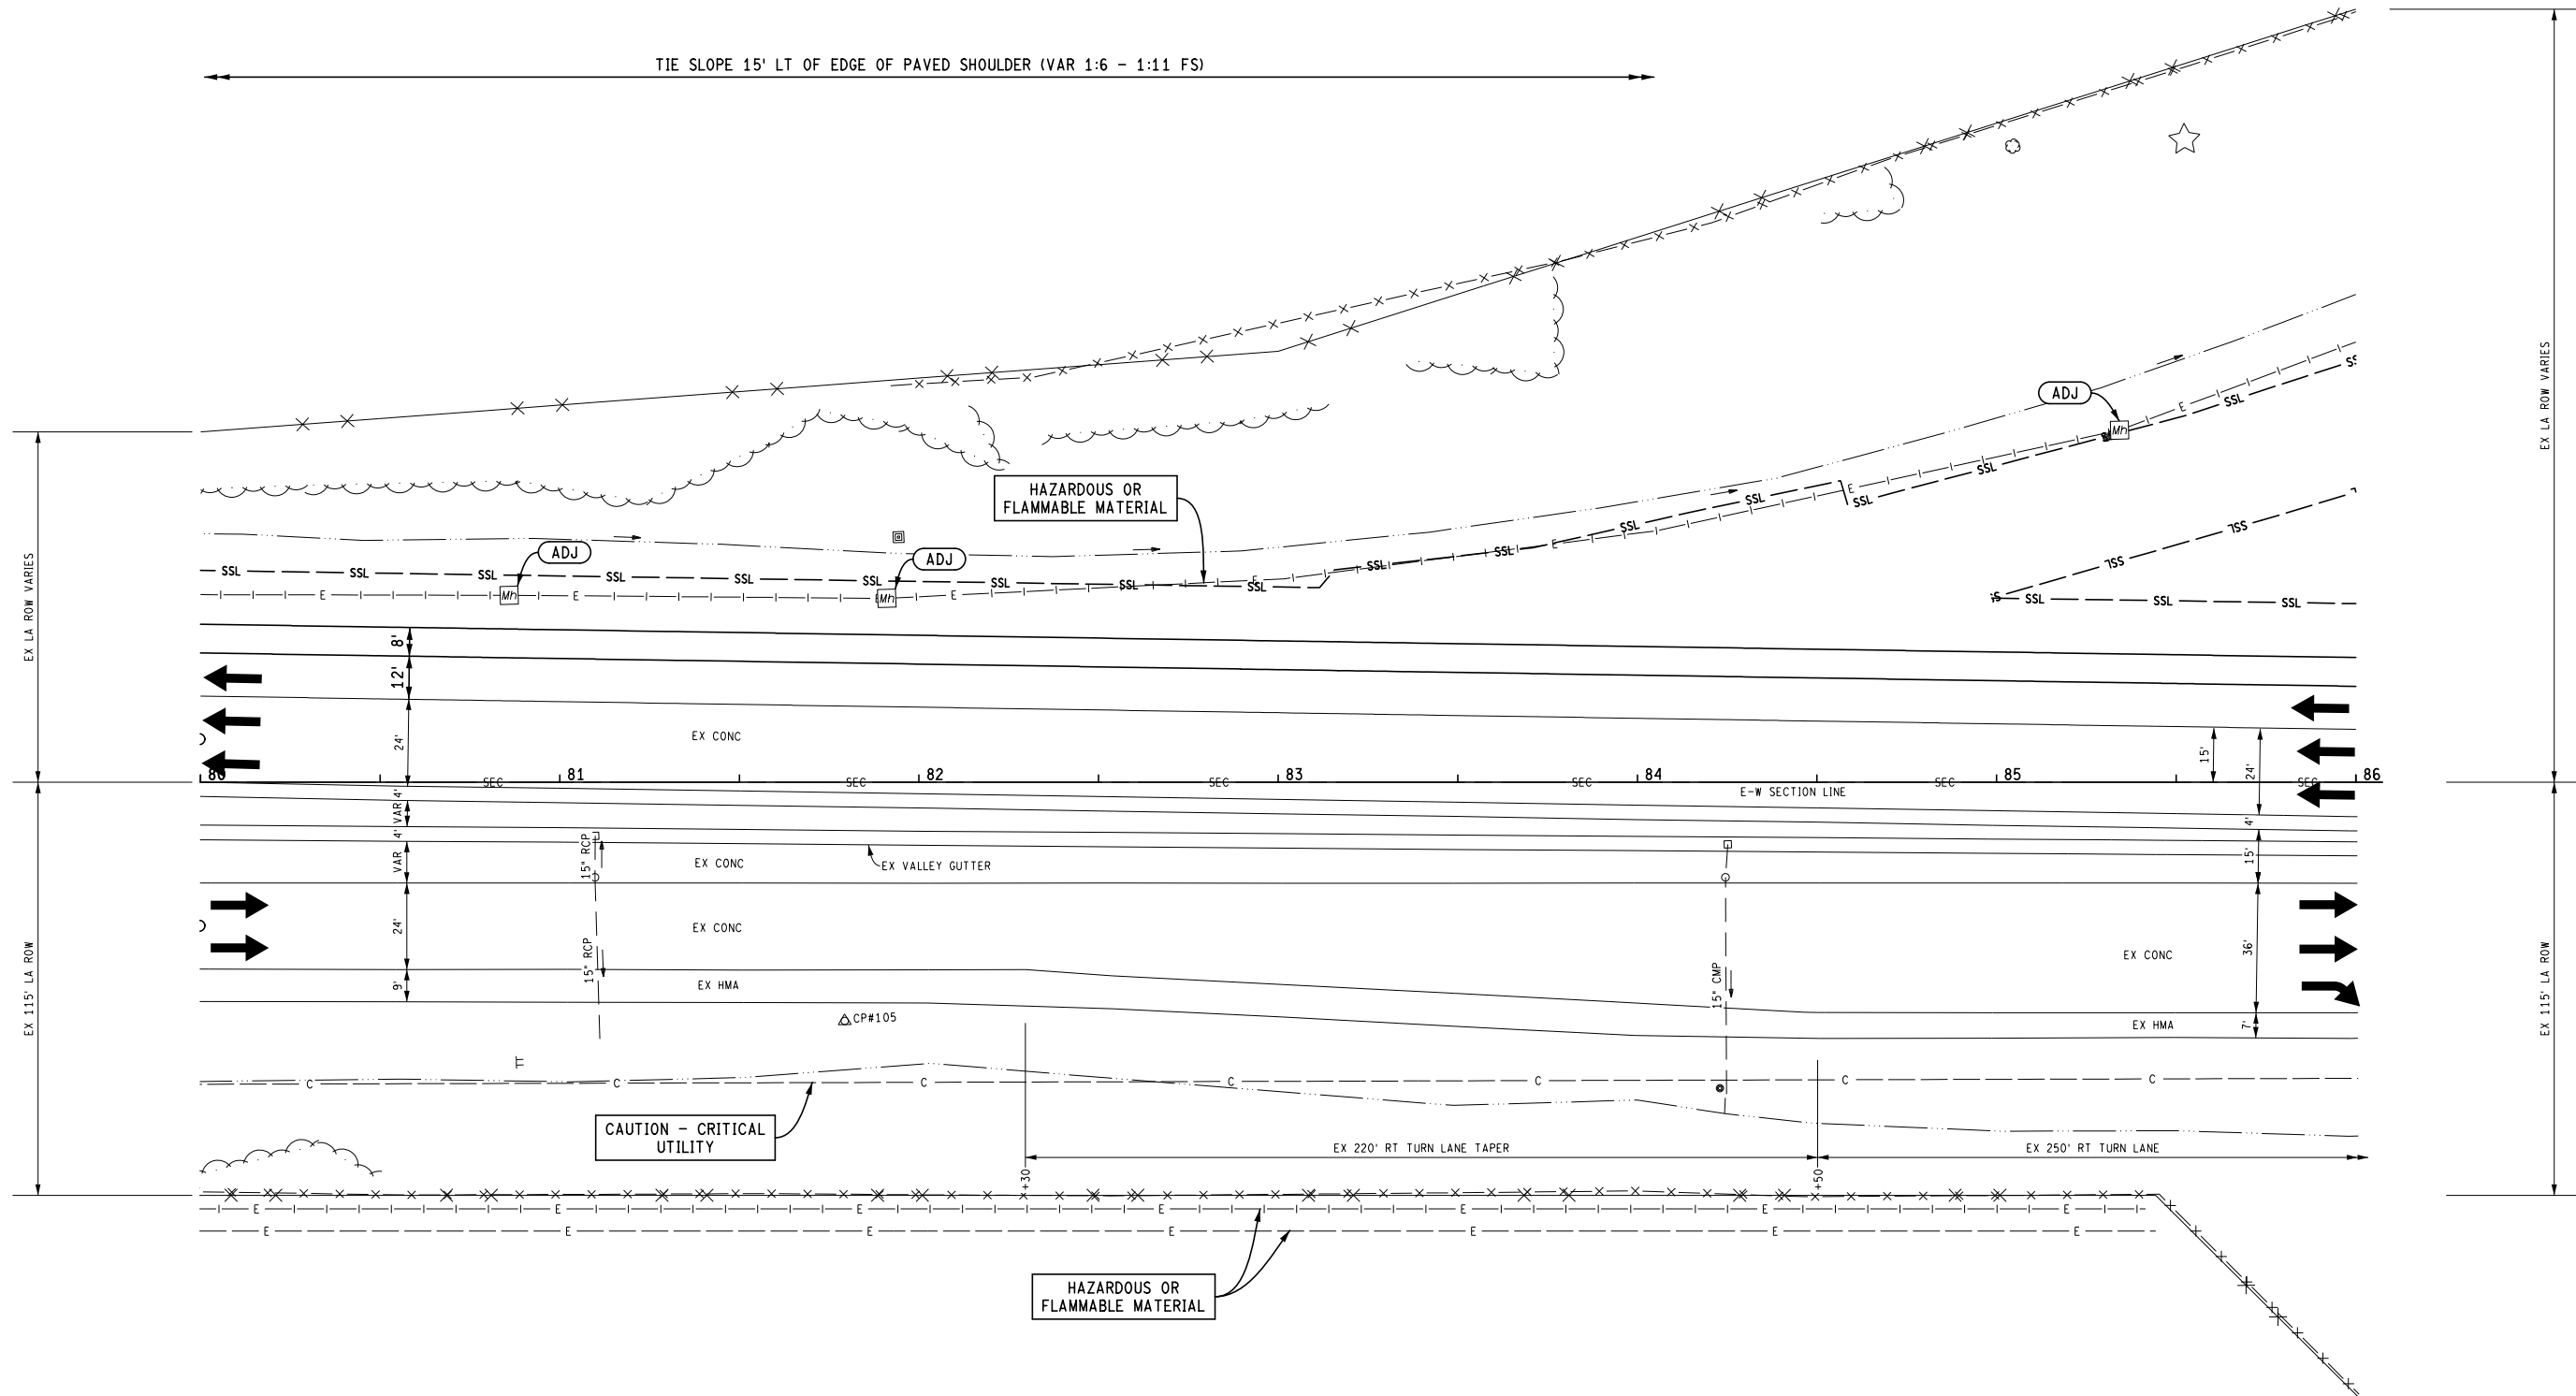 TIE SLOPE 15' LT OF EDGE OF PAVED SHOULDER (VAR 1:6 - 1:11 FS)
EX LA ROW VARIES
EX LA ROW VARIES
ADJ
HAZARDOUS OR
FLAMMABLE MATERIAL
ADJ
ADJ
SSL SSL SSL SSL SSL SSL SSL SSL SSL SSL SSL SSL SSL SSL SSL SSL
SSL SSL
SSL SSL SSL
E Mh E Mh E E E E Mh E
8'
12'
24'
EX CONC
15'
24'
80 81 82 83 84 85 86
SEC SEC SEC SEC SEC SEC
E-W SECTION LINE
4'
VAR
4'
VAR
15" RCP
EX CONC
EX VALLEY GUTTER
4'
15'
24'
15" RCP
EX CONC
EX CONC
36'
9'
EX HMA
15" CMP
EX HMA
7'
CP#105
EX 115' LA ROW
EX 115' LA ROW
C C C C C C C
CAUTION - CRITICAL
UTILITY
EX 220' RT TURN LANE TAPER
EX 250' RT TURN LANE
+30
+50
E E E E E E E
E E E E E E E
HAZARDOUS OR
FLAMMABLE MATERIAL